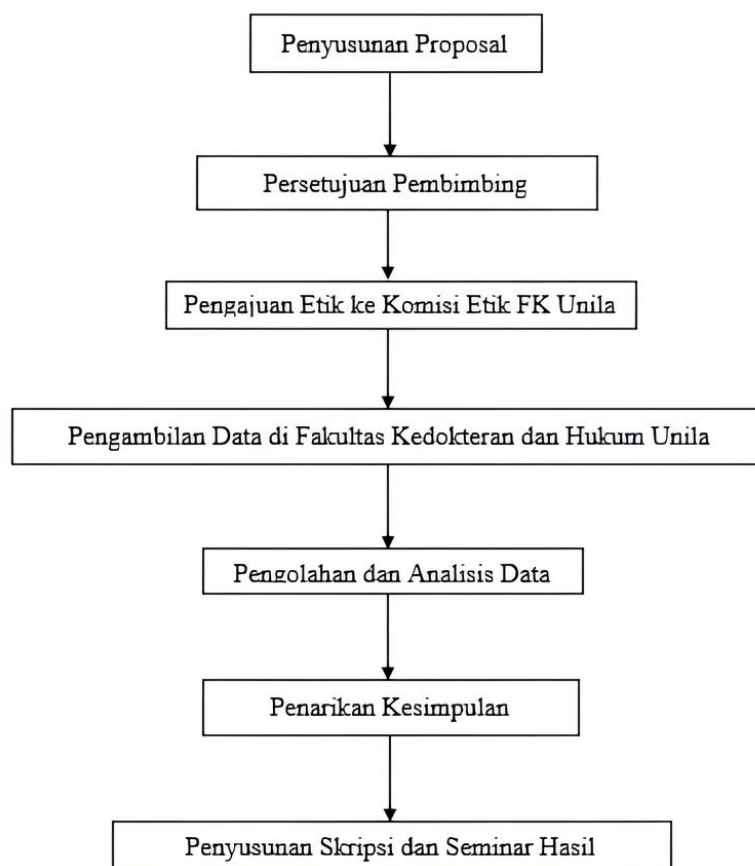 Penyusunan Proposal
Persetujuan Pembimbing
Pengajuan Etik ke Komisi Etik FK Unila
Pengambilan Data di Fakultas Kedokteran dan Hukum Unila
Pengolahan dan Analisis Data
Penarikan Kesimpulan
Penyusunan Skripsi dan Seminar Hasil